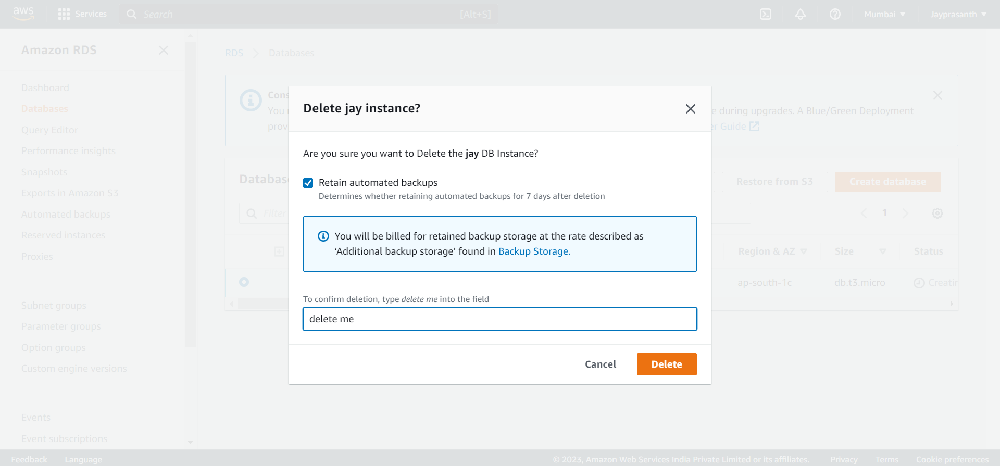 aws
Services
Search
[Alt+S]
Mumbai
Jayprasanth
Amazon RDS
Dashboard
Databases
Query Editor
Performance insights
Snapshots
Exports in Amazon S3
Automated backups
Reserved instances
Proxies
Subnet groups
Parameter groups
Option groups
Custom engine versions
Events
Event subscriptions
RDS
Databases
Cons
You
e during upgrades. A Blue/Green Deployment
provi
er Guide
Databas
Restore from S3
Create database
Filter
1
Region & AZ
Size
Status
ap-south-1c
db.t3.micro
Creatin
Delete jay instance?
Are you sure you want to Delete the jay DB Instance?
Retain automated backups
Determines whether retaining automated backups for 7 days after deletion
You will be billed for retained backup storage at the rate described as
‘Additional backup storage’ found in Backup Storage.
To confirm deletion, type delete me into the field
delete me
Cancel
Delete
Feedback
Language
© 2023, Amazon Web Services India Private Limited or its affiliates.
Privacy
Terms
Cookie preferences